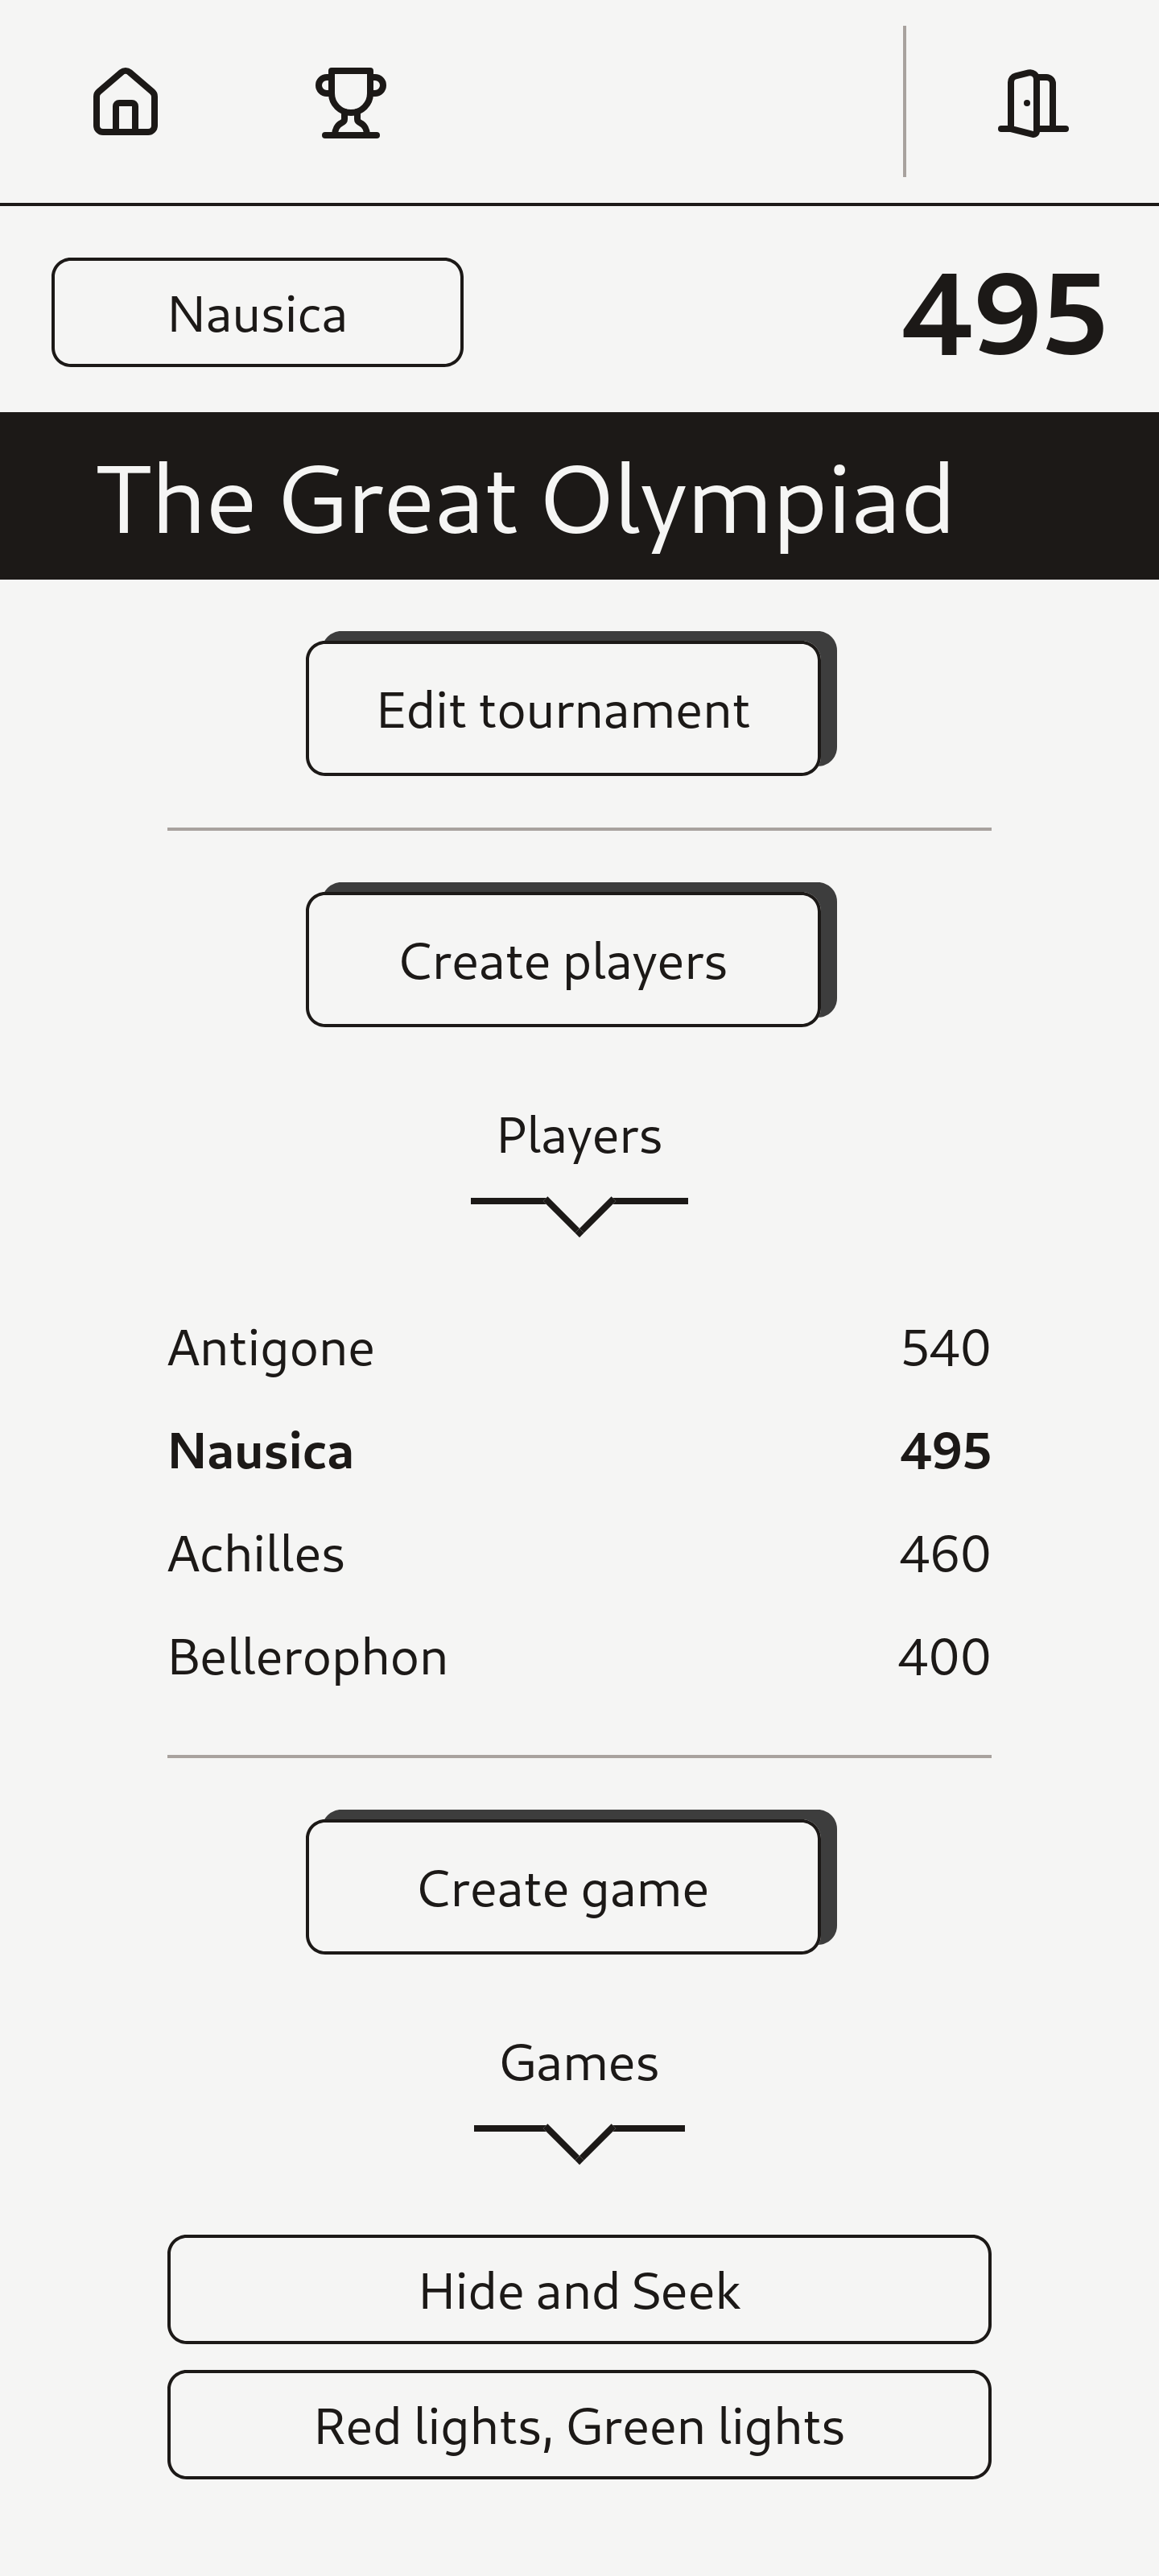 Nausica
495
The Great Olympiad
Edit tournament
Create players
Players
Antigone 540
Nausica 495
Achilles 460
Bellerophon 400
Create game
Games
Hide and Seek
Red lights, Green lights